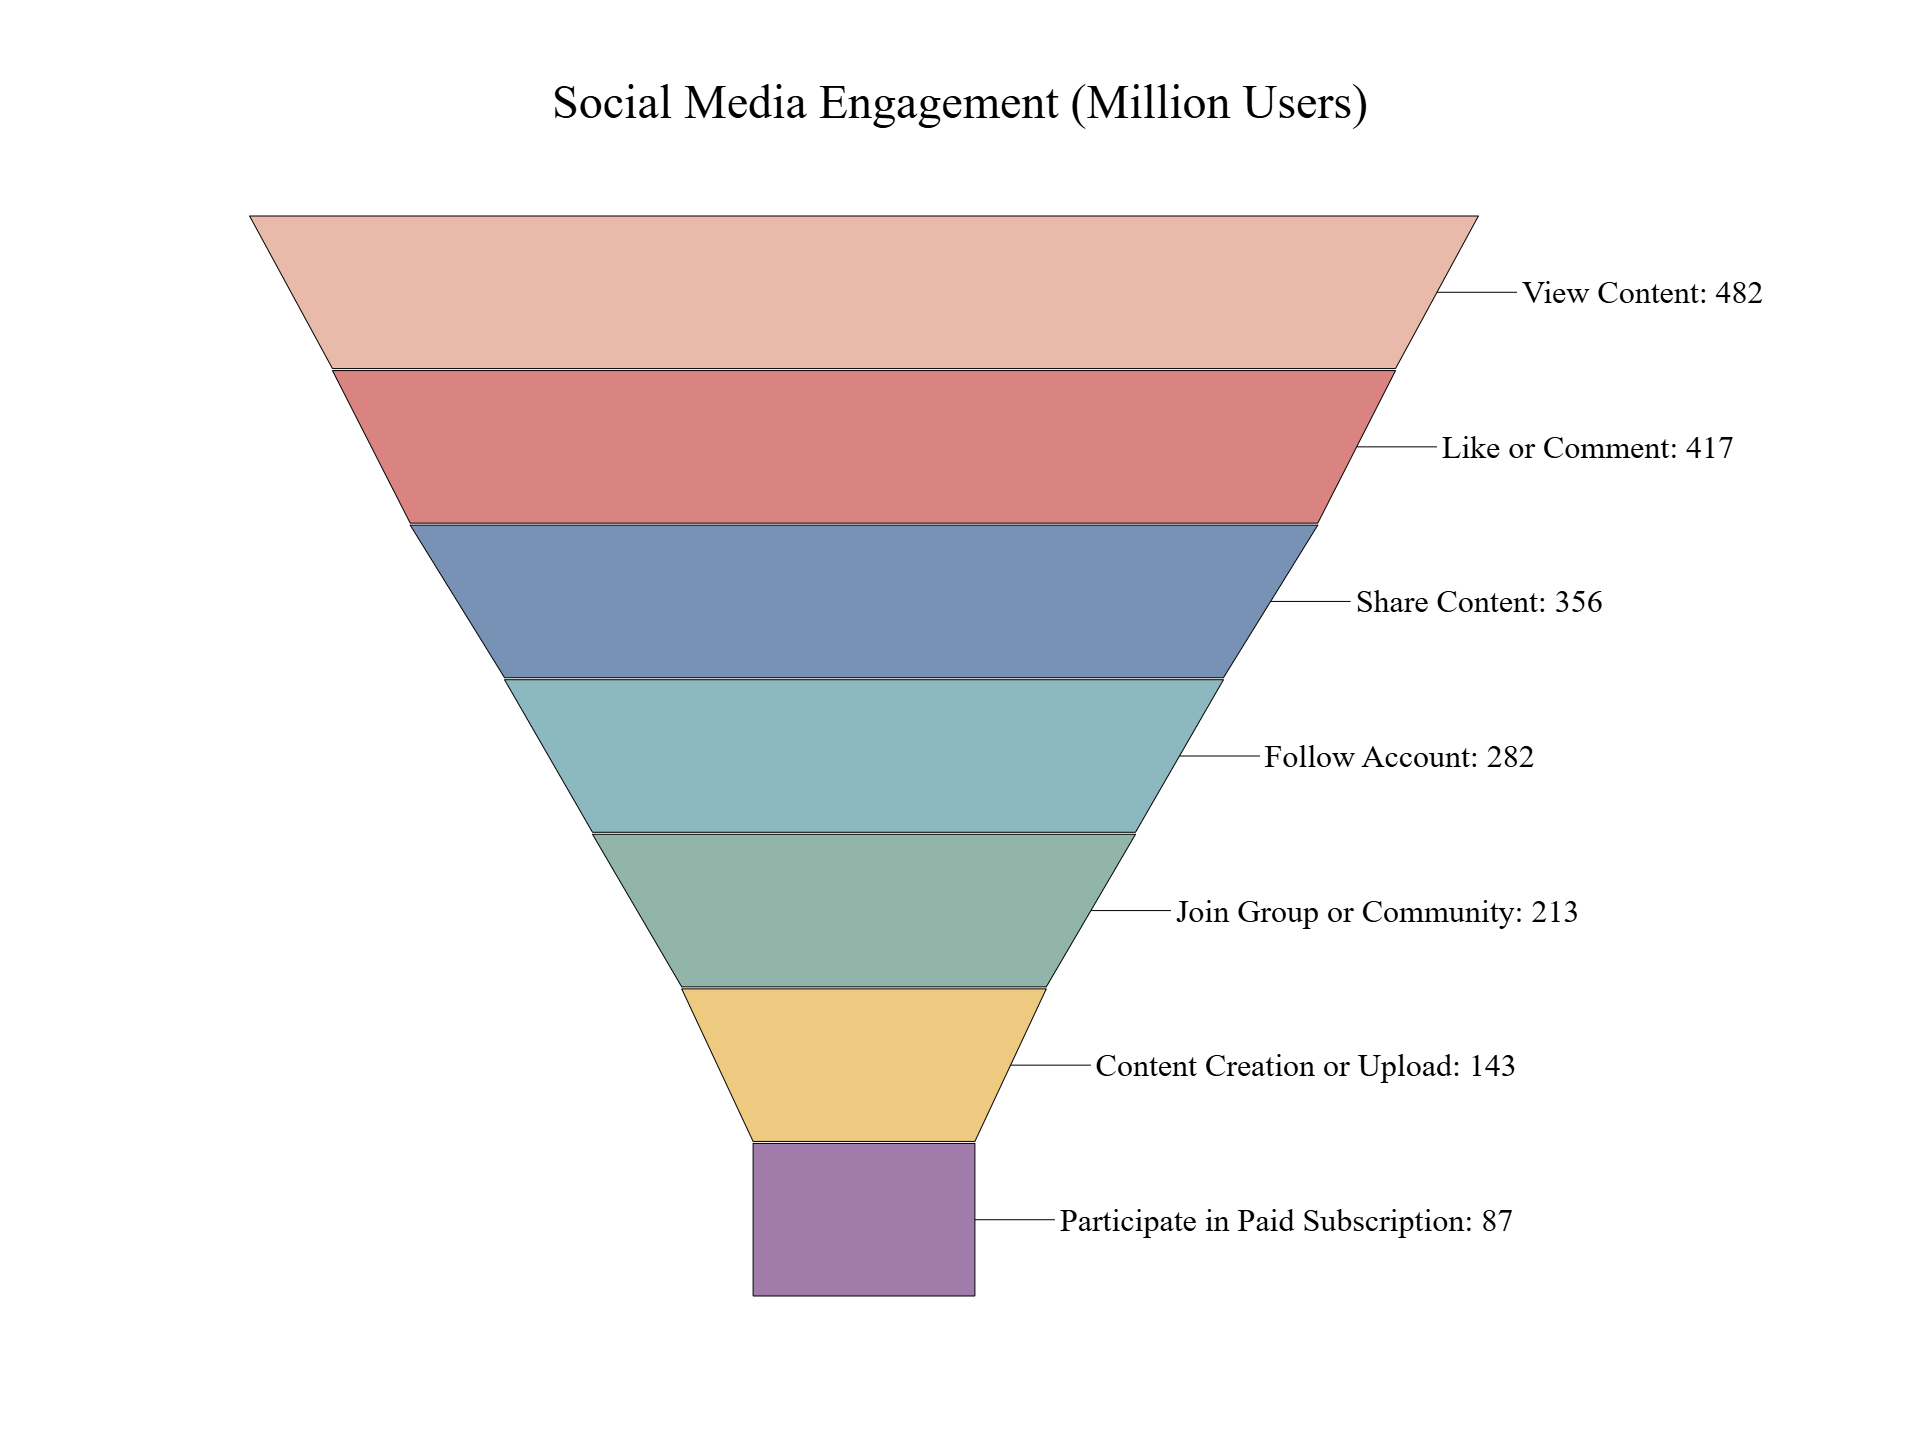 Social Media Engagement (Million Users)
View Content: 482
Like or Comment: 417
Share Content: 356
Follow Account: 282
Join Group or Community: 213
Content Creation or Upload: 143
Participate in Paid Subscription: 87